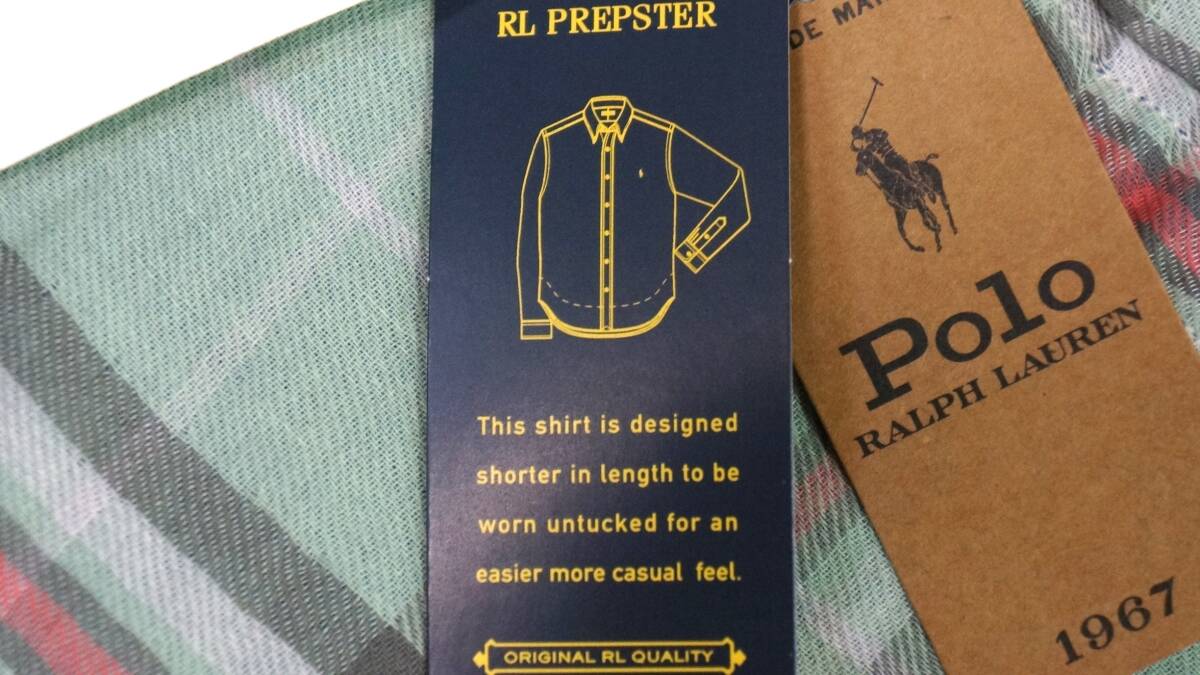 RL PREPSTER
This shirt is designed
shorter in length to be
worn untucked for an
easier more casual feel.
ORIGINAL RL QUALITY
Polo
RALPH LAUREN
1967